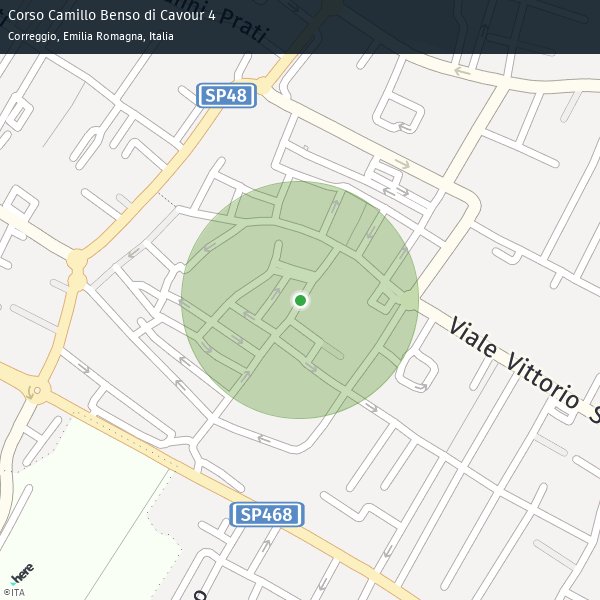 Corso Camillo Benso di Cavour 4
Correggio, Emilia Romagna, Italia
Prati
SP48
Viale Vittorio S
SP468
here
©ITA